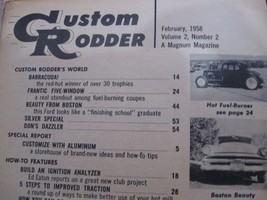 Custom
Rodder
February, 1958
Volume 2, Number 2
A Magnum Magazine
CUSTOM RODDER'S WORLD
BARRACUDA! 14
the red-hot winner of over 30 trophies
FRANTIC FIVE-WINDOW 24
a real standout among fuel-burning coupes
BEAUTY FROM BOSTON 44
this Ford looks like a "finishing school" graduate
SILVER SPECIAL 53
DON'S DAZZLER 54
SPECIAL REPORT
CUSTOMIZE WITH ALUMINUM 5
a storehouse of brand-new ideas and how-to tips
HOW-TO FEATURES
BUILD AN IGNITION ANALYZER 18
Ed Eaton reports on a great new club project
5 STEPS TO IMPROVED TRACTION 28
a round up of ways to make better use of
Hot Fuel-Burner
see page 24
Boston Beauty